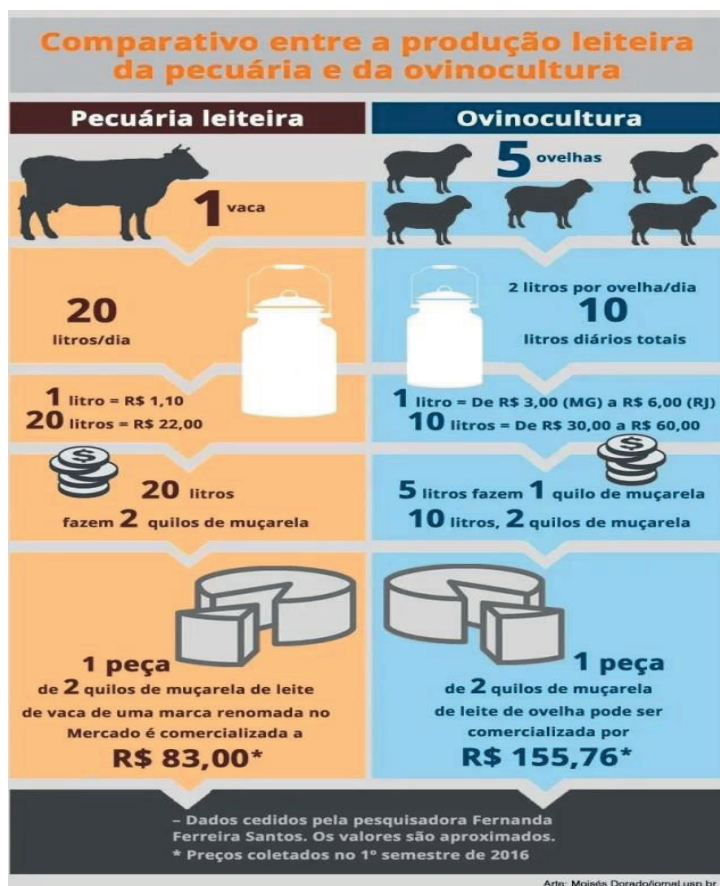 Comparativo entre a produção leiteira
da pecuária e da ovinocultura
Pecuária leiteira
1 vaca
20
litros/dia
1 litro = R$ 1,10
20 litros = R$ 22,00
20 litros
fazem 2 quilos de muçarela
1 peça
de 2 quilos de muçarela de leite
de vaca de uma marca renomada no
Mercado é comercializada a
R$ 83,00*
Ovinocultura
5 ovelhas
2 litros por ovelha/dia
10
litros diários totais
1 litro = De R$ 3,00 (MG) a R$ 6,00 (RJ)
10 litros = De R$ 30,00 a R$ 60,00
5 litros fazem 1 quilo de muçarela
10 litros, 2 quilos de muçarela
1 peça
de 2 quilos de muçarela
de leite de ovelha pode ser
comercializada por
R$ 155,76*
– Dados cedidos pela pesquisadora Fernanda
Ferreira Santos. Os valores são aproximados.
* Preços coletados no 1º semestre de 2016
Arte: Moisés Dorado/jornal.usp.br